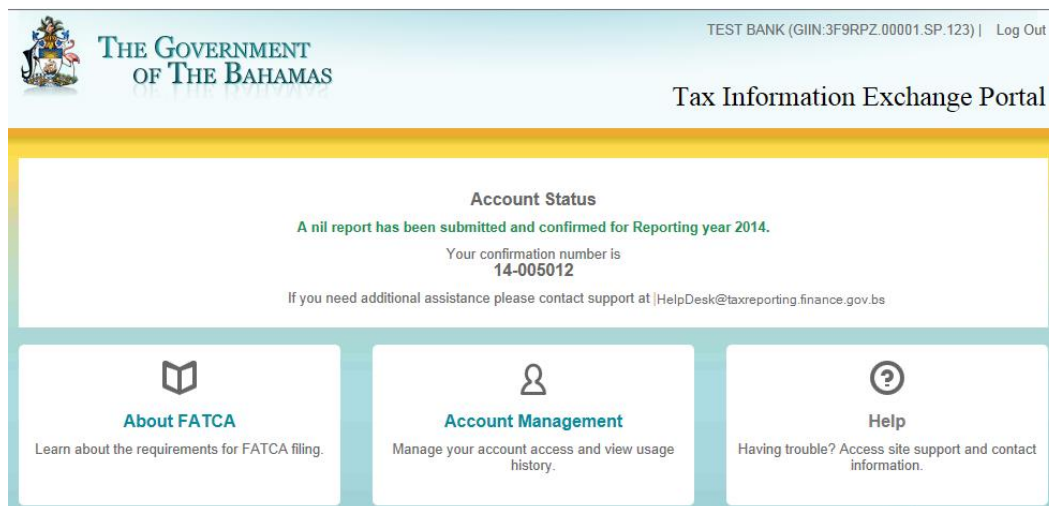 TEST BANK (GIIN:3F9RPZ.00001.SP.123) | Log Out
THE GOVERNMENT
OF THE BAHAMAS
Tax Information Exchange Portal
Account Status
A nil report has been submitted and confirmed for Reporting year 2014.
Your confirmation number is
14-005012
If you need additional assistance please contact support at |HelpDesk@taxreporting.finance.gov.bs
About FATCA
Learn about the requirements for FATCA filing.
Account Management
Manage your account access and view usage
history.
Help
Having trouble? Access site support and contact
information.